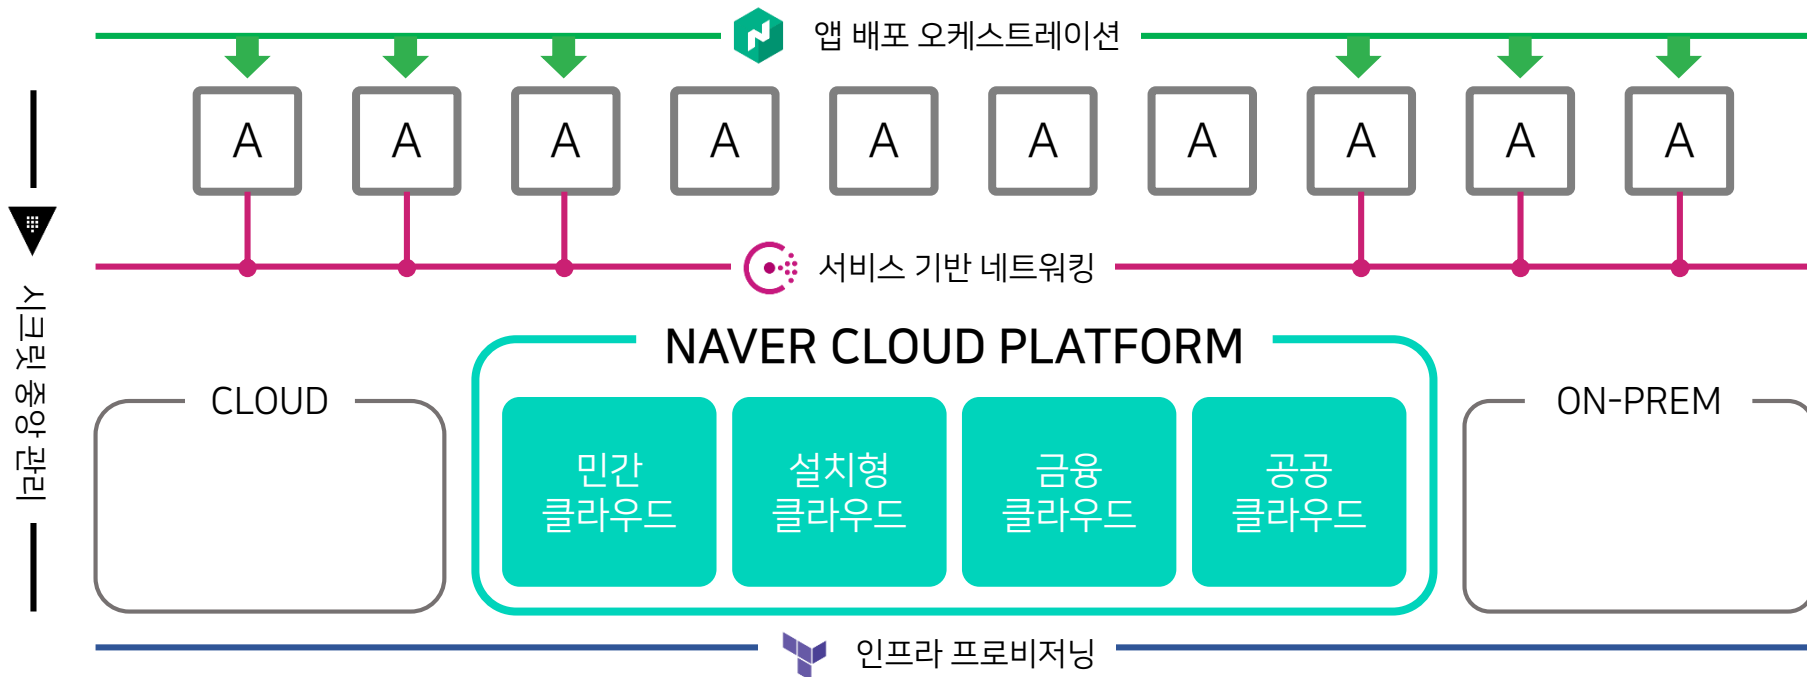 앱 배포 오케스트레이션
A A A A A A A A A A
서비스 기반 네트워킹
시크릿 중앙 관리
NAVER CLOUD PLATFORM
CLOUD
ON-PREM
민간
클라우드
설치형
클라우드
금융
클라우드
공공
클라우드
인프라 프로비저닝